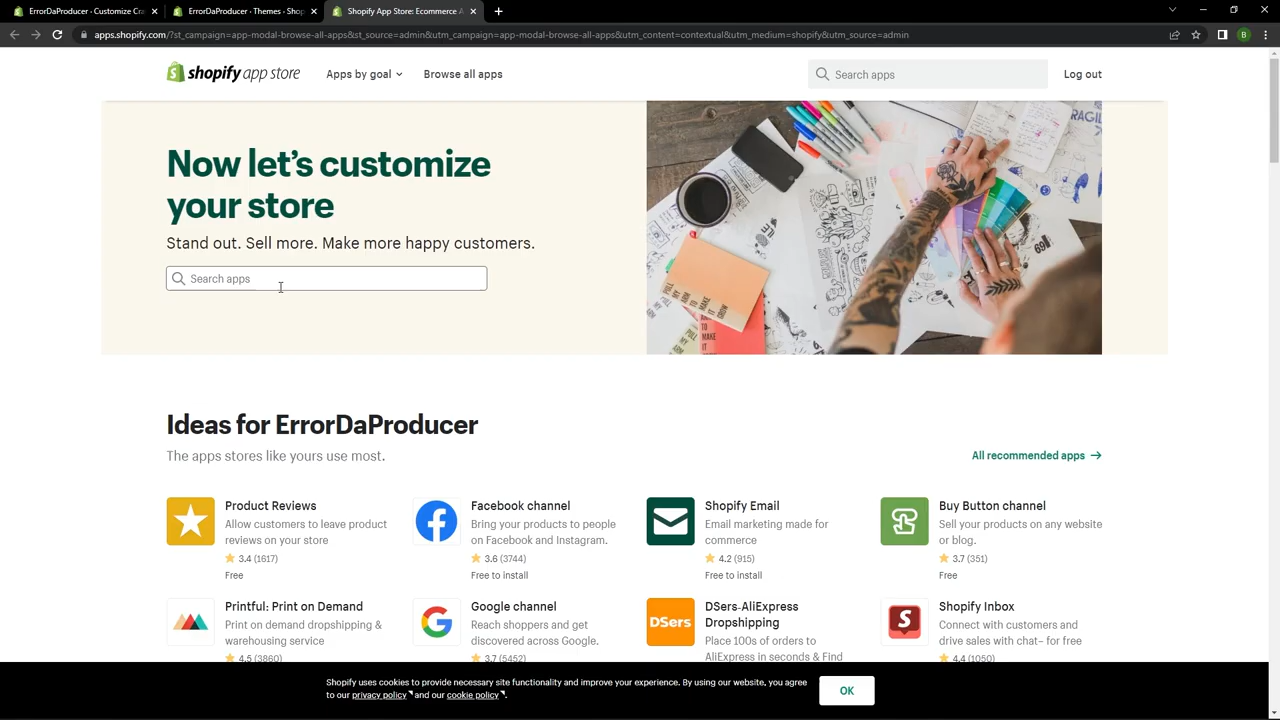 ErrorDaProducer - Customize Cra
ErrorDaProducer - Themes - Shop
Shopify App Store: Ecommerce A
apps.shopify.com/?st_campaign=app-modal-browse-all-apps&st_source=admin&utm_campaign=app-modal-browse-all-apps&utm_content=contextual&utm_medium=shopify&utm_source=admin
B
shopify app store
Apps by goal
Browse all apps
Search apps
Log out
Now let's customize
your store
Stand out. Sell more. Make more happy customers.
Search apps
Ideas for ErrorDaProducer
The apps stores like yours use most.
All recommended apps →
Product Reviews
Allow customers to leave product
reviews on your store
3.4 (1617)
Free
Facebook channel
Bring your products to people
on Facebook and Instagram.
3.6 (3744)
Free to install
Shopify Email
Email marketing made for
commerce
4.2 (915)
Free to install
Buy Button channel
Sell your products on any website
or blog.
3.7 (351)
Free
Printful: Print on Demand
Print on demand dropshipping &
warehousing service
4.5 (3860)
Google channel
Reach shoppers and get
discovered across Google.
3.7 (5452)
DSers
DSers-AliExpress
Dropshipping
Place 100s of orders to
AliExpress in seconds & Find
Shopify Inbox
Connect with customers and
drive sales with chat– for free
4.4 (1050)
Shopify uses cookies to provide necessary site functionality and improve your experience. By using our website, you agree
to our privacy policy and our cookie policy.
OK